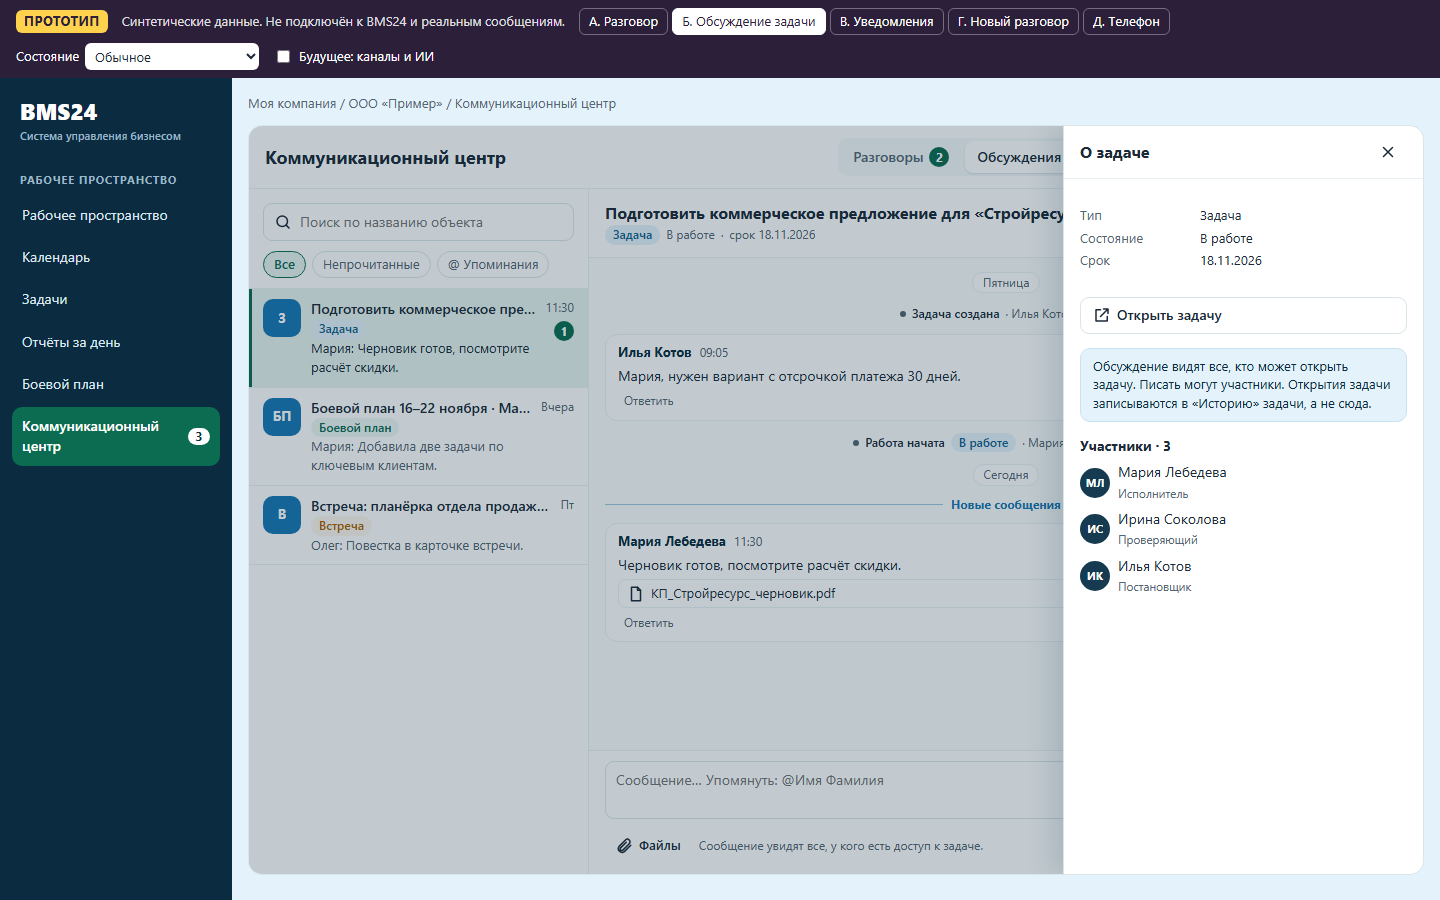 ПРОТОТИП Синтетические данные. Не подключён к BMS24 и реальным сообщениям. А. Разговор Б. Обсуждение задачи В. Уведомления Г. Новый разговор Д. Телефон
Состояние Обычное Будущее: каналы и ИИ
BMS24
Система управления бизнесом
РАБОЧЕЕ ПРОСТРАНСТВО
Рабочее пространство
Календарь
Задачи
Отчёты за день
Боевой план
Коммуникационный
центр
3
Моя компания / ООО «Пример» / Коммуникационный центр
Коммуникационный центр
Разговоры 2 Обсуждения
Поиск по названию объекта
Все Непрочитанные @ Упоминания
З
Подготовить коммерческое пре... 11:30
Задача 1
Мария: Черновик готов, посмотрите
расчёт скидки.
БП
Боевой план 16–22 ноября · Ма... Вчера
Боевой план
Мария: Добавила две задачи по
ключевым клиентам.
В
Встреча: планёрка отдела продаж... Пт
Встреча
Олег: Повестка в карточке встречи.
Подготовить коммерческое предложение для «Стройресу
Задача В работе · срок 18.11.2026
Пятница
Задача создана · Илья Кот
Илья Котов 09:05
Мария, нужен вариант с отсрочкой платежа 30 дней.
Ответить
Работа начата В работе · Мария
Сегодня
Новые сообщения
Мария Лебедева 11:30
Черновик готов, посмотрите расчёт скидки.
КП_Стройресурс_черновик.pdf
Ответить
Сообщение... Упомянуть: @Имя Фамилия
Файлы Сообщение увидят все, у кого есть доступ к задаче.
О задаче
Тип Задача
Состояние В работе
Срок 18.11.2026
Открыть задачу
Обсуждение видят все, кто может открыть
задачу. Писать могут участники. Открытия задачи
записываются в «Историю» задачи, а не сюда.
Участники · 3
МЛ
Мария Лебедева
Исполнитель
ИС
Ирина Соколова
Проверяющий
ИК
Илья Котов
Постановщик